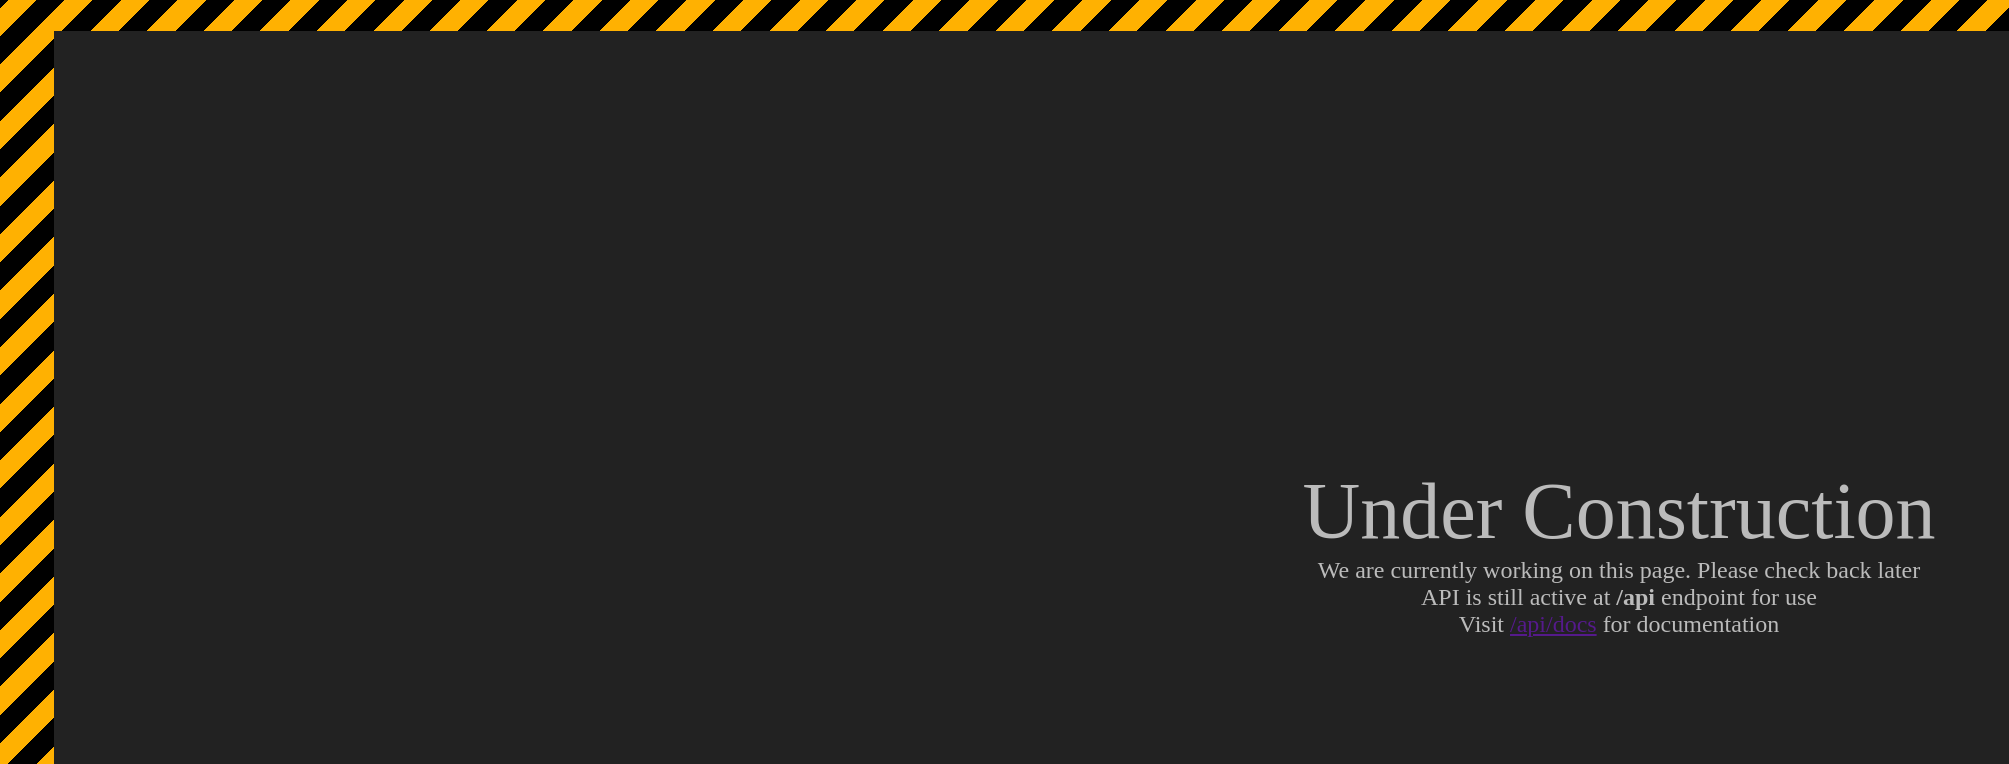 Under Construction
We are currently working on this page. Please check back later
API is still active at /api endpoint for use
Visit /api/docs for documentation